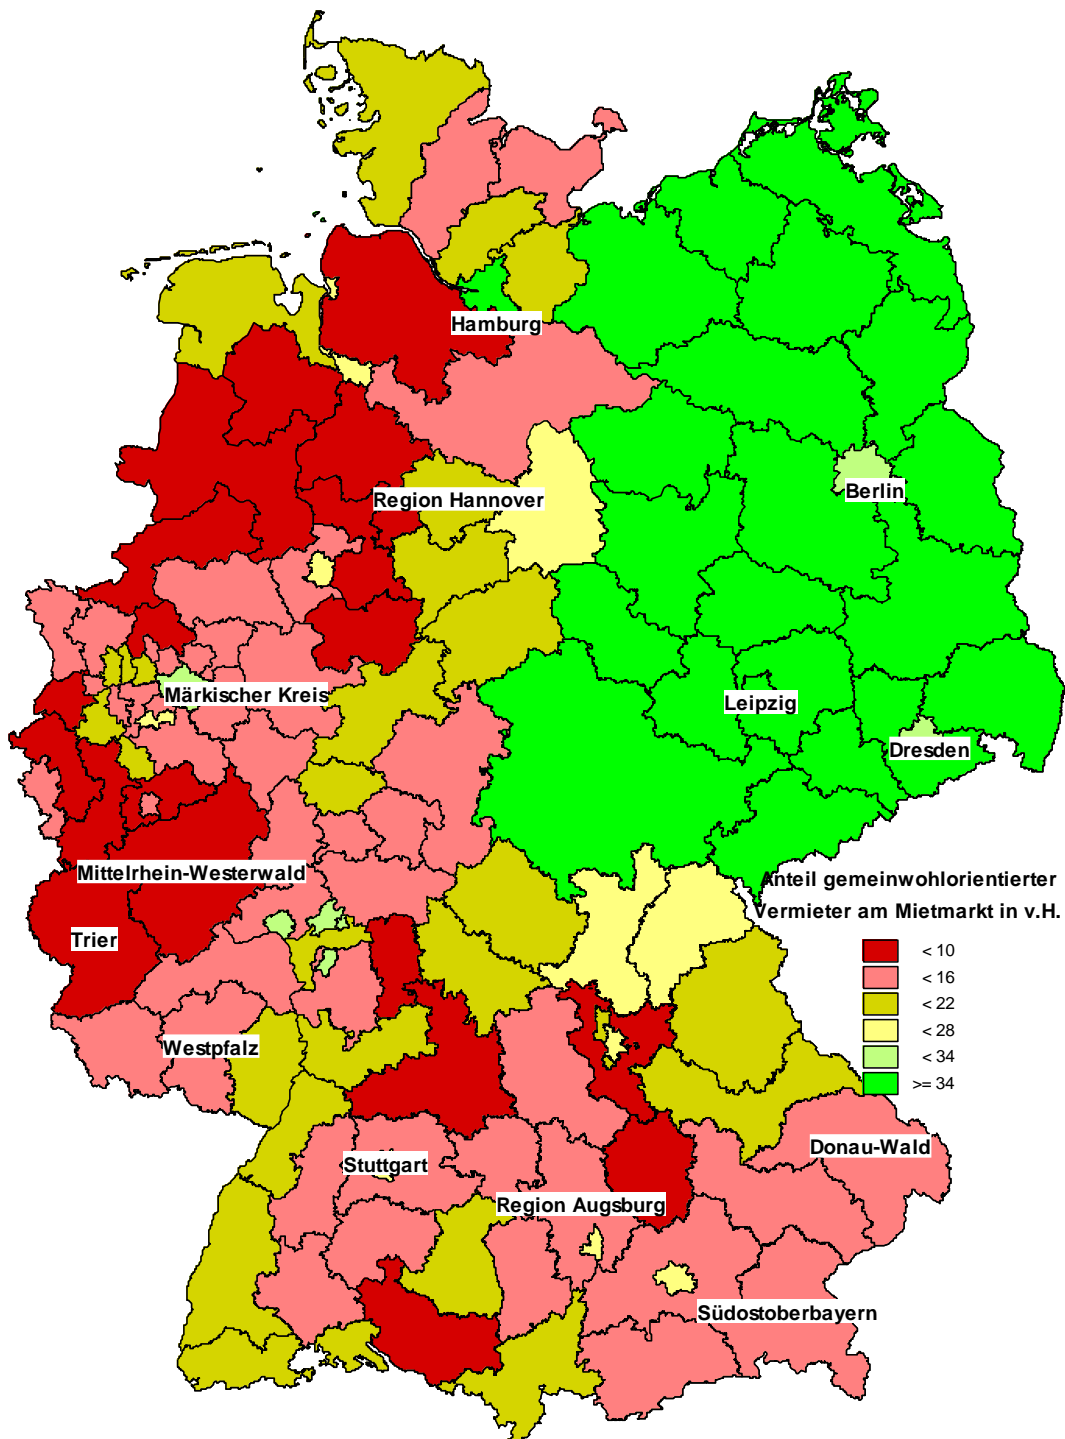 Hamburg
Region Hannover
Berlin
Märkischer Kreis
Leipzig
Dresden
Mittelrhein-Westerwald
Trier
Westpfalz
Anteil gemeinwohlorientierter
Vermieter am Mietmarkt in v.H.
< 10
< 16
< 22
< 28
< 34
>= 34
Donau-Wald
Stuttgart
Region Augsburg
Südostoberbayern